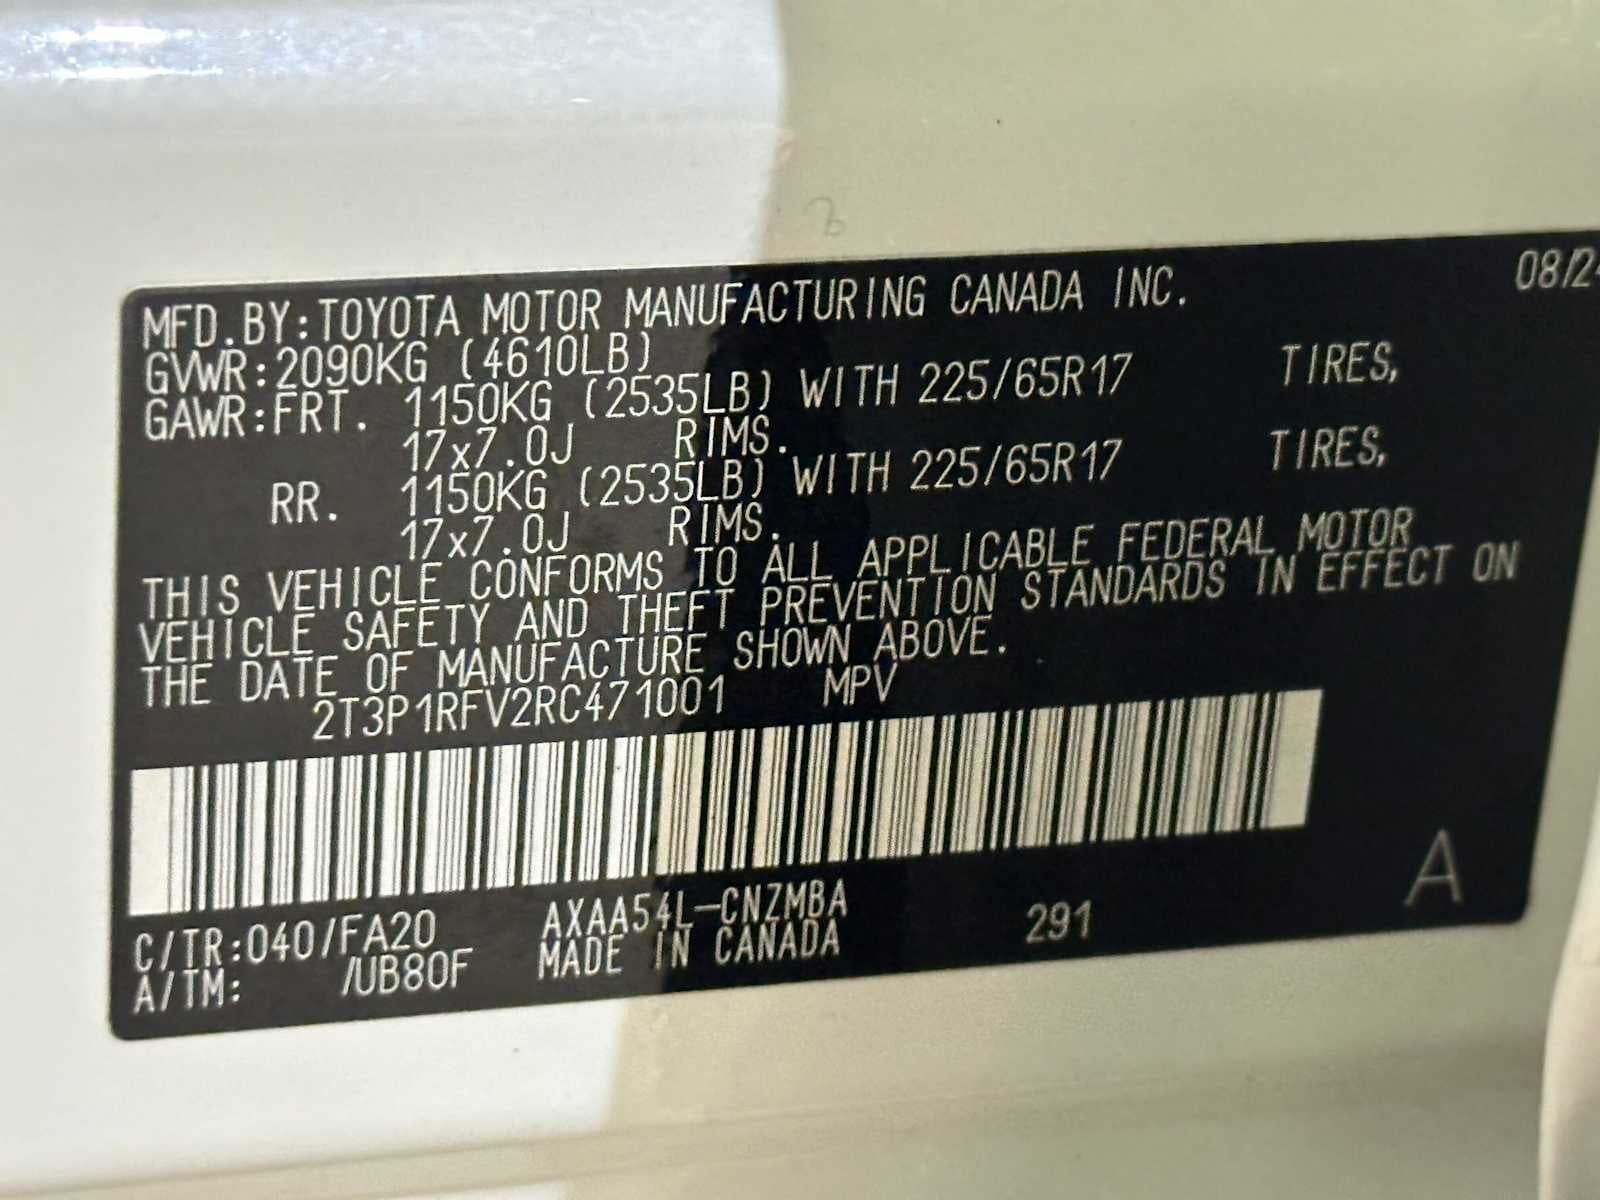 MFD.BY:TOYOTA MOTOR MANUFACTURING CANADA INC. 08/24
GVWR:2090KG (4610LB)
GAWR:FRT. 1150KG (2535LB) WITH 225/65R17 TIRES,
17x7.0J RIMS.
RR. 1150KG (2535LB) WITH 225/65R17 TIRES,
17x7.0J RIMS.
THIS VEHICLE CONFORMS TO ALL APPLICABLE FEDERAL MOTOR
VEHICLE SAFETY AND THEFT PREVENTION STANDARDS IN EFFECT ON
THE DATE OF MANUFACTURE SHOWN ABOVE.
2T3P1RFV2RC471001 MPV
C/TR:040/FA20 AXAA54L-CNZMBA 291 A
A/TM: /UB80F MADE IN CANADA